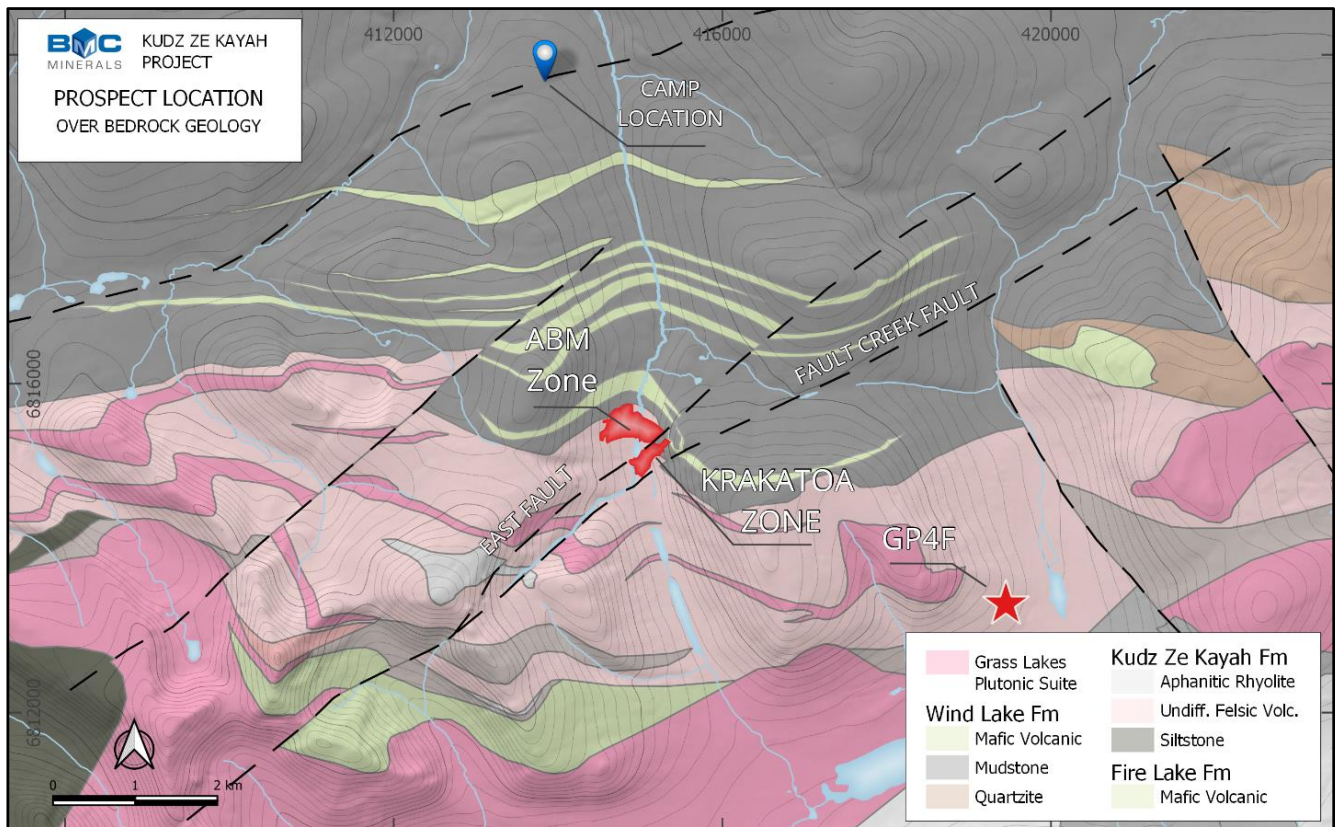 BMC
MINERALS
KUDZ ZE KAYAH
PROJECT
PROSPECT LOCATION
OVER BEDROCK GEOLOGY
412000
416000
420000
CAMP
LOCATION
6816000
ABM
Zone
FAULT CREEK FAULT
KRAKATOA
ZONE
EAST FAULT
GP4F
6812000
0 1 2 km
Grass Lakes
Plutonic Suite
Wind Lake Fm
Mafic Volcanic
Mudstone
Quartzite
Kudz Ze Kayah Fm
Aphanitic Rhyolite
Undiff. Felsic Volc.
Siltstone
Fire Lake Fm
Mafic Volcanic